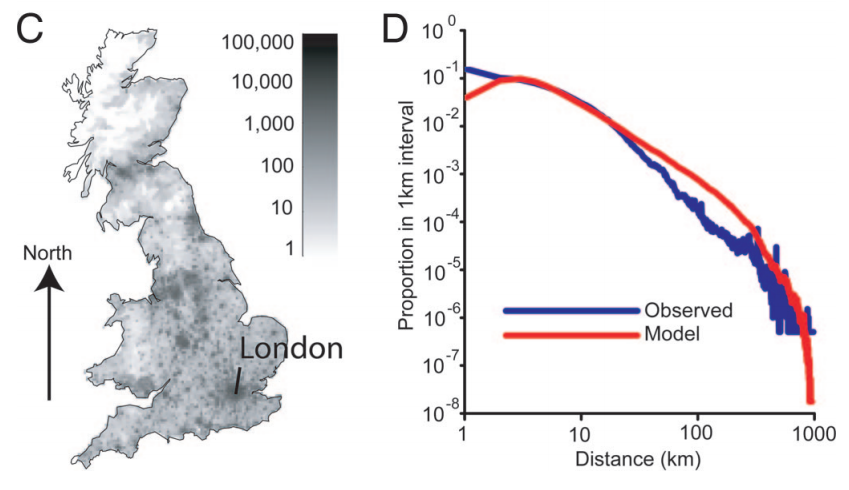 C
100,000
10,000
1,000
100
10
1
North
London
D
Proportion in 1km interval
10^0
10^-1
10^-2
10^-3
10^-4
10^-5
10^-6
10^-7
10^-8
Observed
Model
1 10 100 1000
Distance (km)